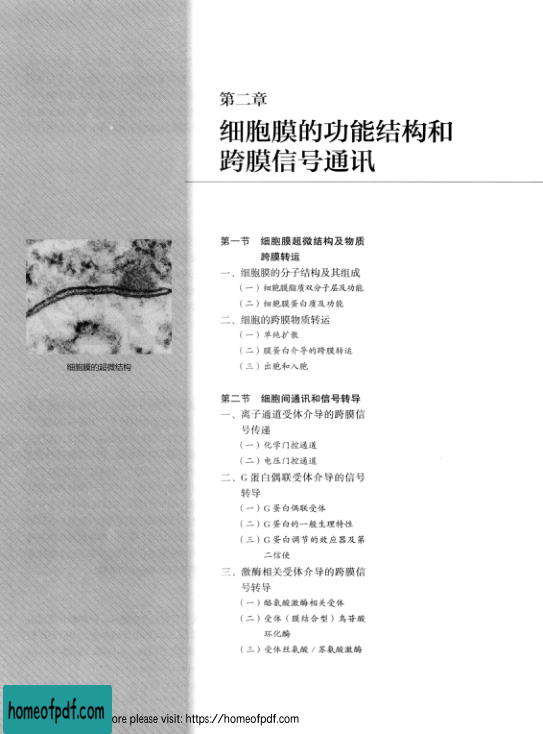 第二章
细胞膜的功能结构和
跨膜信号通讯
第一节 细胞膜超微结构及物质
跨膜转运
一、细胞膜的分子结构及其组成
（一）细胞膜脂质双分子层及功能
（二）细胞膜蛋白质及功能
二、细胞的跨膜物质转运
（一）单纯扩散
（二）膜蛋白介导的跨膜转运
（三）出胞和入胞
细胞膜的超微结构
第二节 细胞间通讯和信号转导
一、离子通道受体介导的跨膜信
号传递
（一）化学门控通道
（二）电压门控通道
二、G蛋白偶联受体介导的信号
转导
（一）G蛋白偶联受体
（二）G蛋白的一般生理特性
（三）G蛋白调节的效应器及第
二信使
三、激酶相关受体介导的跨膜信
号转导
（一）酪氨酸激酶相关受体
（二）受体（膜结合型）鸟苷酸
环化酶
（三）受体丝氨酸/苏氨酸激酶
homeofpdf.com
ore please visit: https://homeofpdf.com